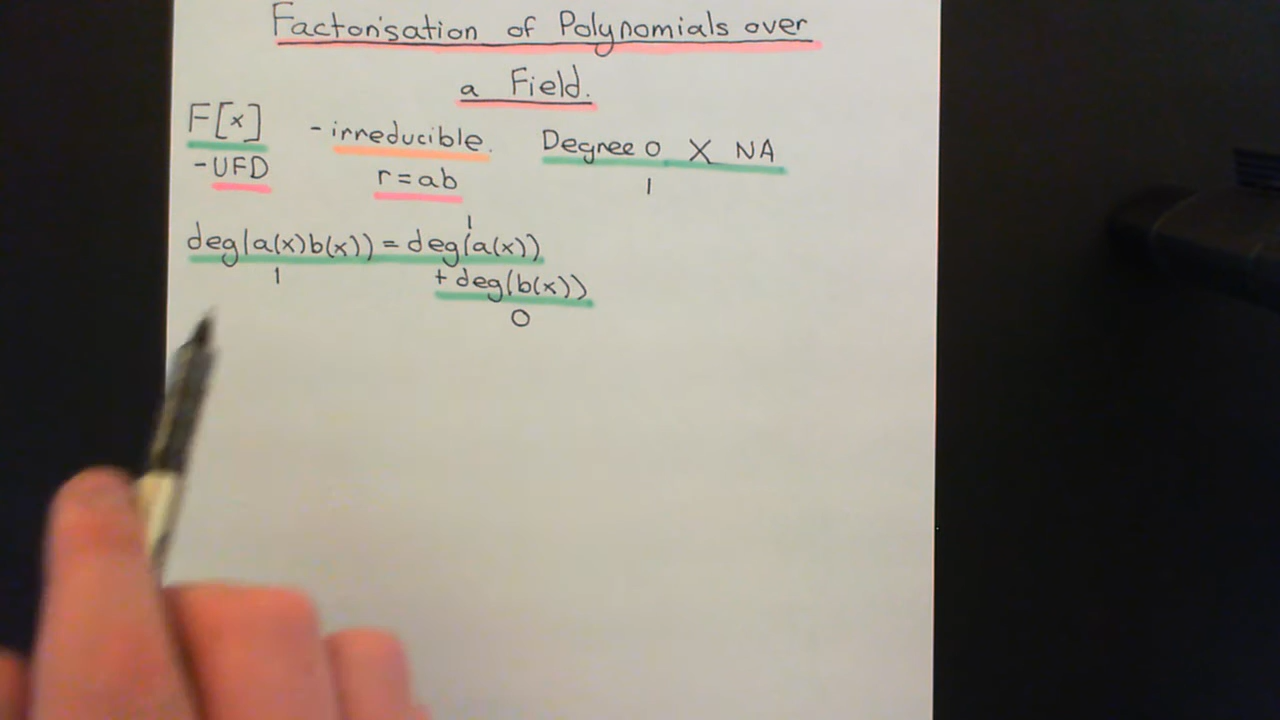 Factorisation of Polynomials over
a Field.
F[x] - irreducible. Degree 0 X NA
- UFD r = ab 1
1
deg(a(x)b(x)) = deg(a(x))
1 + deg(b(x))
0